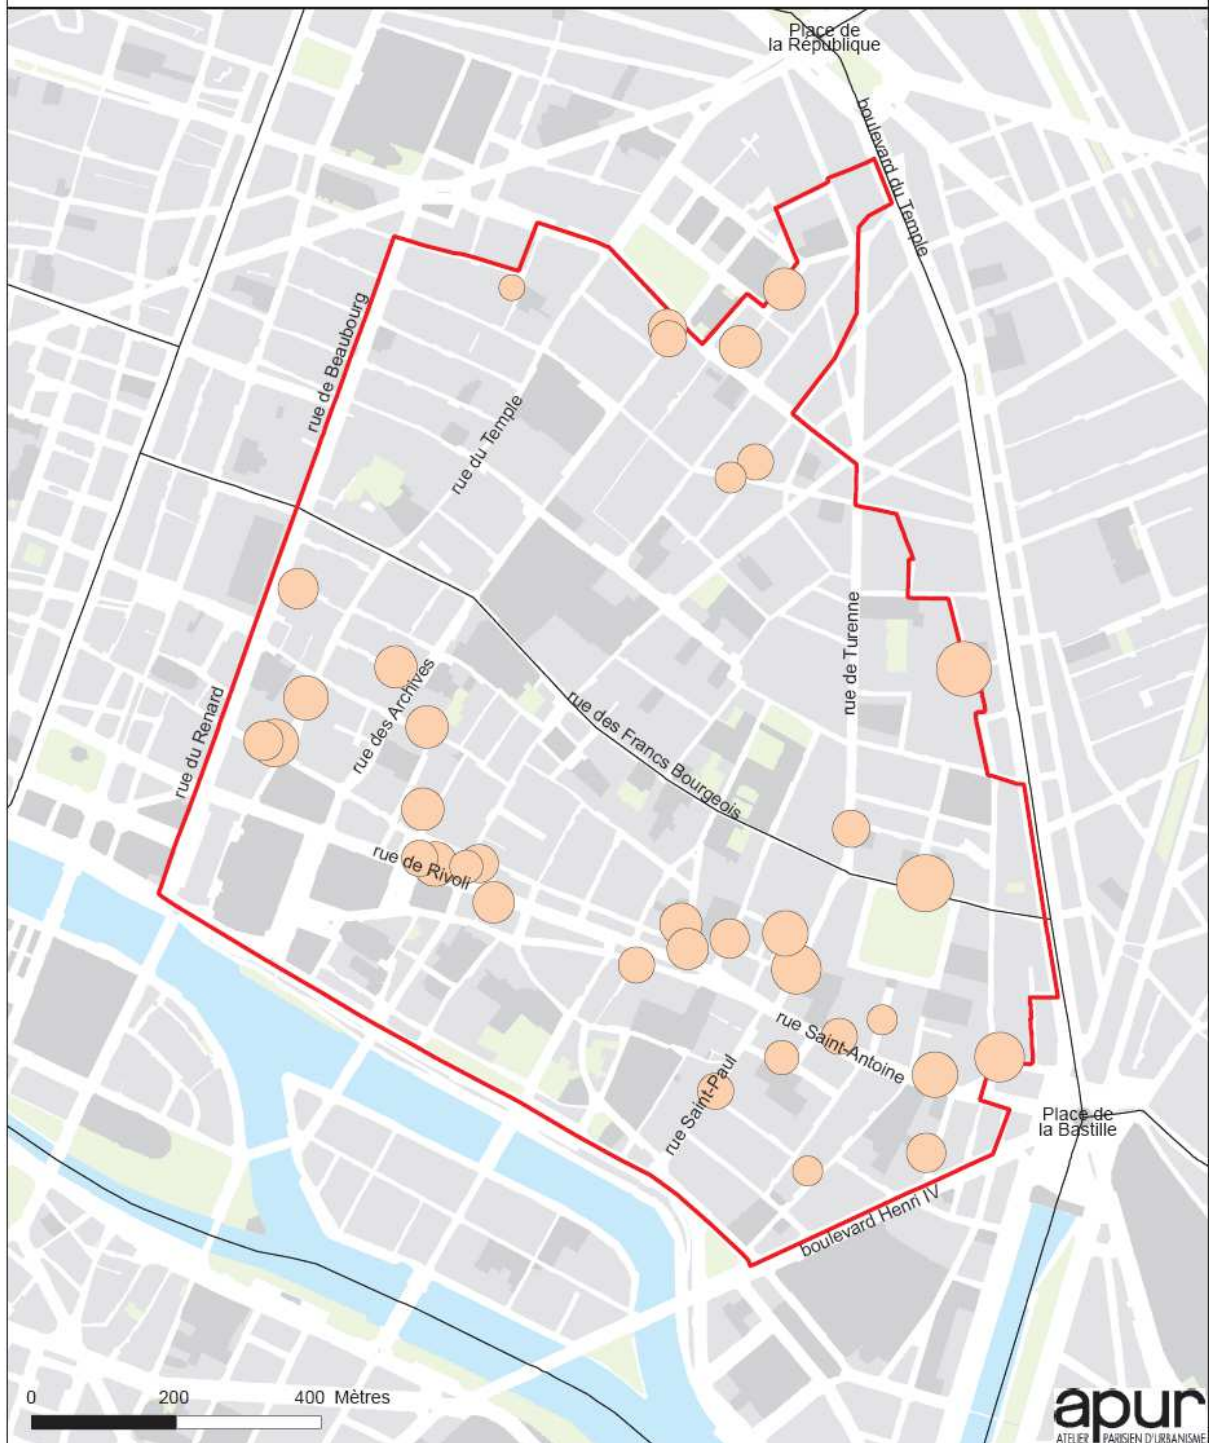 Place de
la République
boulevard du Temple
rue de Beaubourg
rue du Temple
rue de Turenne
rue des Archives
rue du Renard
rue des Francs Bourgeois
rue de Rivoli
rue Saint-Antoine
rue Saint-Paul
Place de
la Bastille
boulevard Henri IV
0 200 400 Mètres
apur
ATELIER PARISIEN D'URBANISME